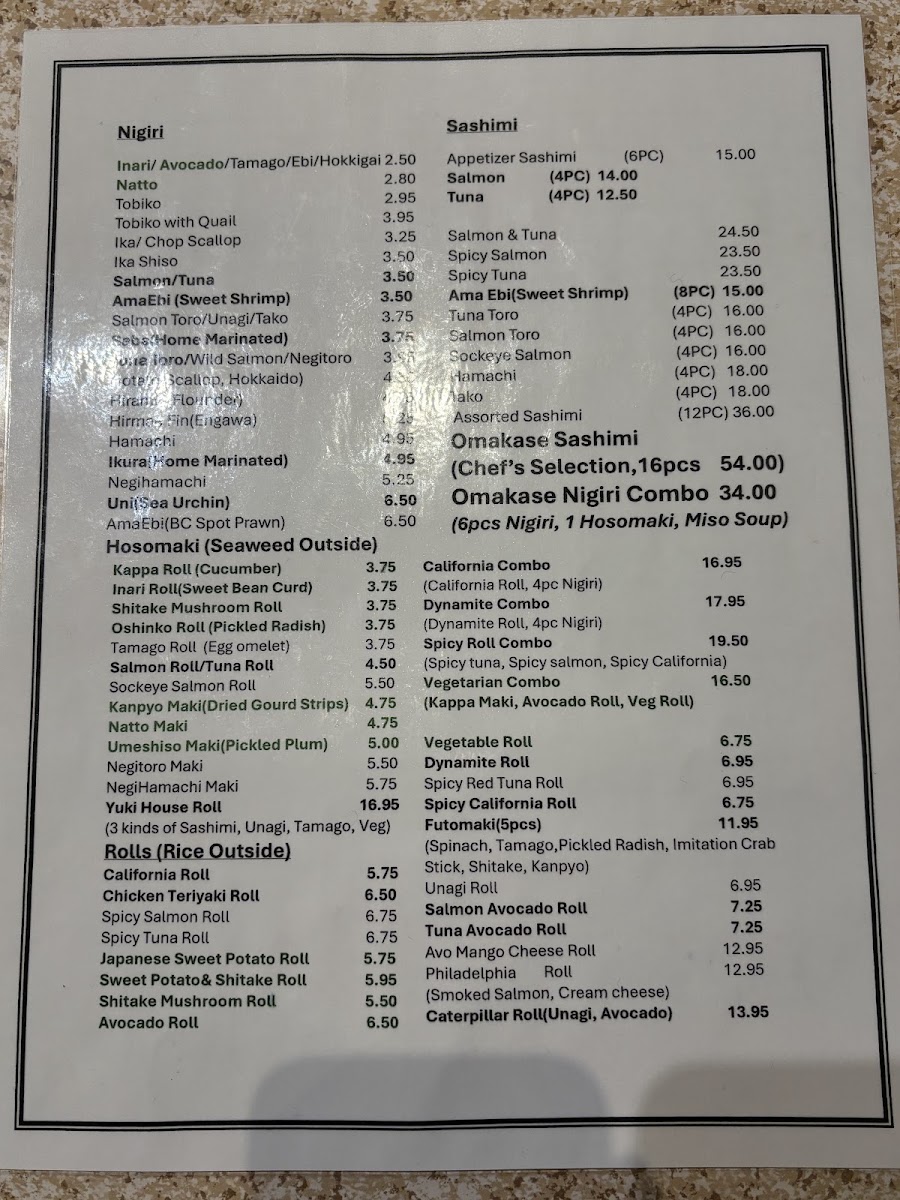 Nigiri
Inari/ Avocado/Tamago/Ebi/Hokkigai 2.50
Natto 2.80
Tobiko 2.95
Tobiko with Quail 3.95
Ika/ Chop Scallop 3.25
Ika Shiso 3.50
Salmon/Tuna 3.50
AmaEbi (Sweet Shrimp) 3.50
Salmon Toro/Unagi/Tako 3.75
Saba(Home Marinated) 3.75
Toro/Wild Salmon/Negitoro
Scallop, Hokkaido)
Flounder)
Fin(Engawa)
Hamachi 4.95
Ikura(Home Marinated) 4.95
Negihamachi 5.25
Uni(Sea Urchin) 6.50
AmaEbi(BC Spot Prawn) 6.50
Hosomaki (Seaweed Outside)
Kappa Roll (Cucumber) 3.75
Inari Roll(Sweet Bean Curd) 3.75
Shitake Mushroom Roll 3.75
Oshinko Roll (Pickled Radish) 3.75
Tamago Roll (Egg omelet) 3.75
Salmon Roll/Tuna Roll 4.50
Sockeye Salmon Roll 5.50
Kanpyo Maki(Dried Gourd Strips) 4.75
Natto Maki 4.75
Umeshiso Maki(Pickled Plum) 5.00
Negitoro Maki 5.50
NegiHamachi Maki 5.75
Yuki House Roll 16.95
(3 kinds of Sashimi, Unagi, Tamago, Veg)
Rolls (Rice Outside)
California Roll 5.75
Chicken Teriyaki Roll 6.50
Spicy Salmon Roll 6.75
Spicy Tuna Roll 6.75
Japanese Sweet Potato Roll 5.75
Sweet Potato& Shitake Roll 5.95
Shitake Mushroom Roll 5.50
Avocado Roll 6.50
Sashimi
Appetizer Sashimi (6PC) 15.00
Salmon (4PC) 14.00
Tuna (4PC) 12.50
Salmon & Tuna 24.50
Spicy Salmon 23.50
Spicy Tuna 23.50
Ama Ebi(Sweet Shrimp) (8PC) 15.00
Tuna Toro (4PC) 16.00
Salmon Toro (4PC) 16.00
Sockeye Salmon (4PC) 16.00
Hamachi (4PC) 18.00
Tako (4PC) 18.00
Assorted Sashimi (12PC) 36.00
Omakase Sashimi
(Chef's Selection,16pcs 54.00)
Omakase Nigiri Combo 34.00
(6pcs Nigiri, 1 Hosomaki, Miso Soup)
California Combo 16.95
(California Roll, 4pc Nigiri)
Dynamite Combo 17.95
(Dynamite Roll, 4pc Nigiri)
Spicy Roll Combo 19.50
(Spicy tuna, Spicy salmon, Spicy California)
Vegetarian Combo 16.50
(Kappa Maki, Avocado Roll, Veg Roll)
Vegetable Roll 6.75
Dynamite Roll 6.95
Spicy Red Tuna Roll 6.95
Spicy California Roll 6.75
Futomaki(5pcs) 11.95
(Spinach, Tamago,Pickled Radish, Imitation Crab
Stick, Shitake, Kanpyo)
Unagi Roll 6.95
Salmon Avocado Roll 7.25
Tuna Avocado Roll 7.25
Avo Mango Cheese Roll 12.95
Philadelphia Roll 12.95
(Smoked Salmon, Cream cheese)
Caterpillar Roll(Unagi, Avocado) 13.95